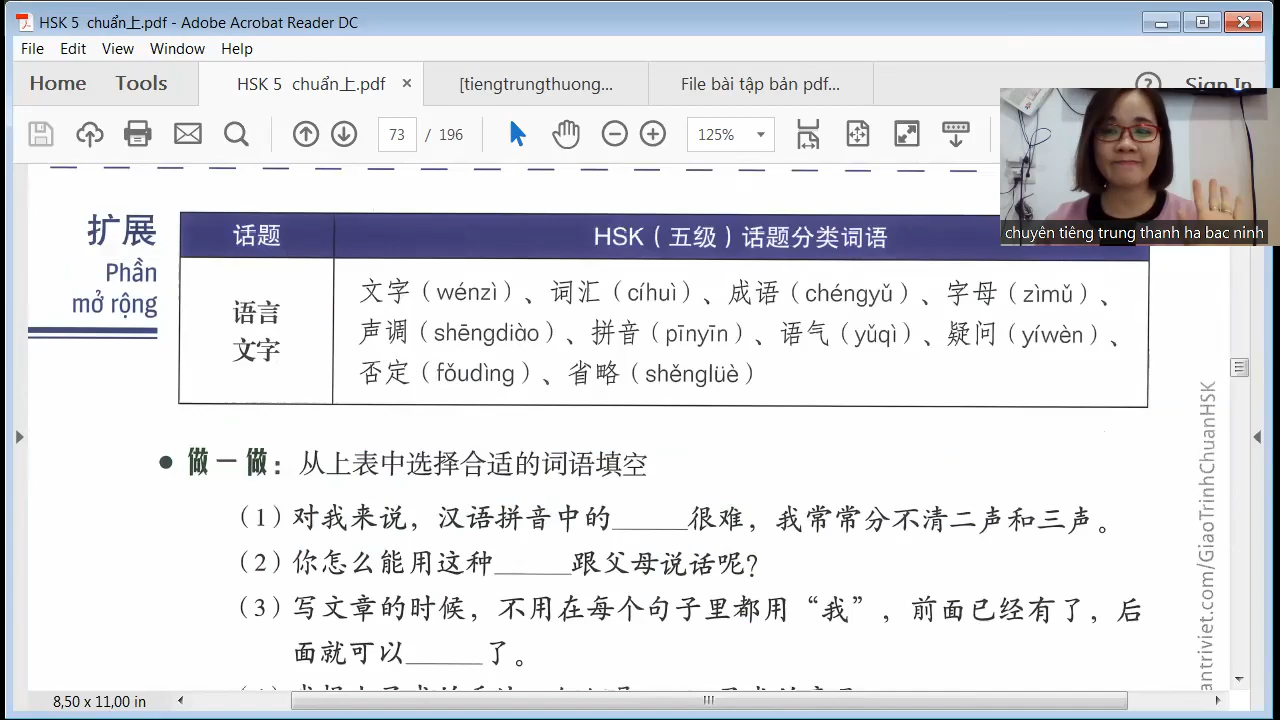 HSK 5 chuẩn上.pdf - Adobe Acrobat Reader DC
File Edit View Window Help
Home Tools HSK 5 chuẩn上.pdf × [tiengtrungthuong... File bài tập bản pdf... Sign In
73 / 196 125%
chuyên tiêng trung thanh ha bac ninh
扩展
Phần
mở rộng
话题 HSK（五级）话题分类词语
语言
文字
文字（wénzì）、词汇（cíhuì）、成语（chéngyǔ）、字母（zìmǔ）、
声调（shēngdiào）、拼音（pīnyīn）、语气（yǔqì）、疑问（yíwèn）、
否定（fǒudìng）、省略（shěnglüè）
● 做一做：从上表中选择合适的词语填空
（1）对我来说，汉语拼音中的______很难，我常常分不清二声和三声。
（2）你怎么能用这种______跟父母说话呢？
（3）写文章的时候，不用在每个句子里都用“我”，前面已经有了，后
面就可以______了。
antriviet.com/GiaoTrinhChuanHSK
8,50 x 11,00 in